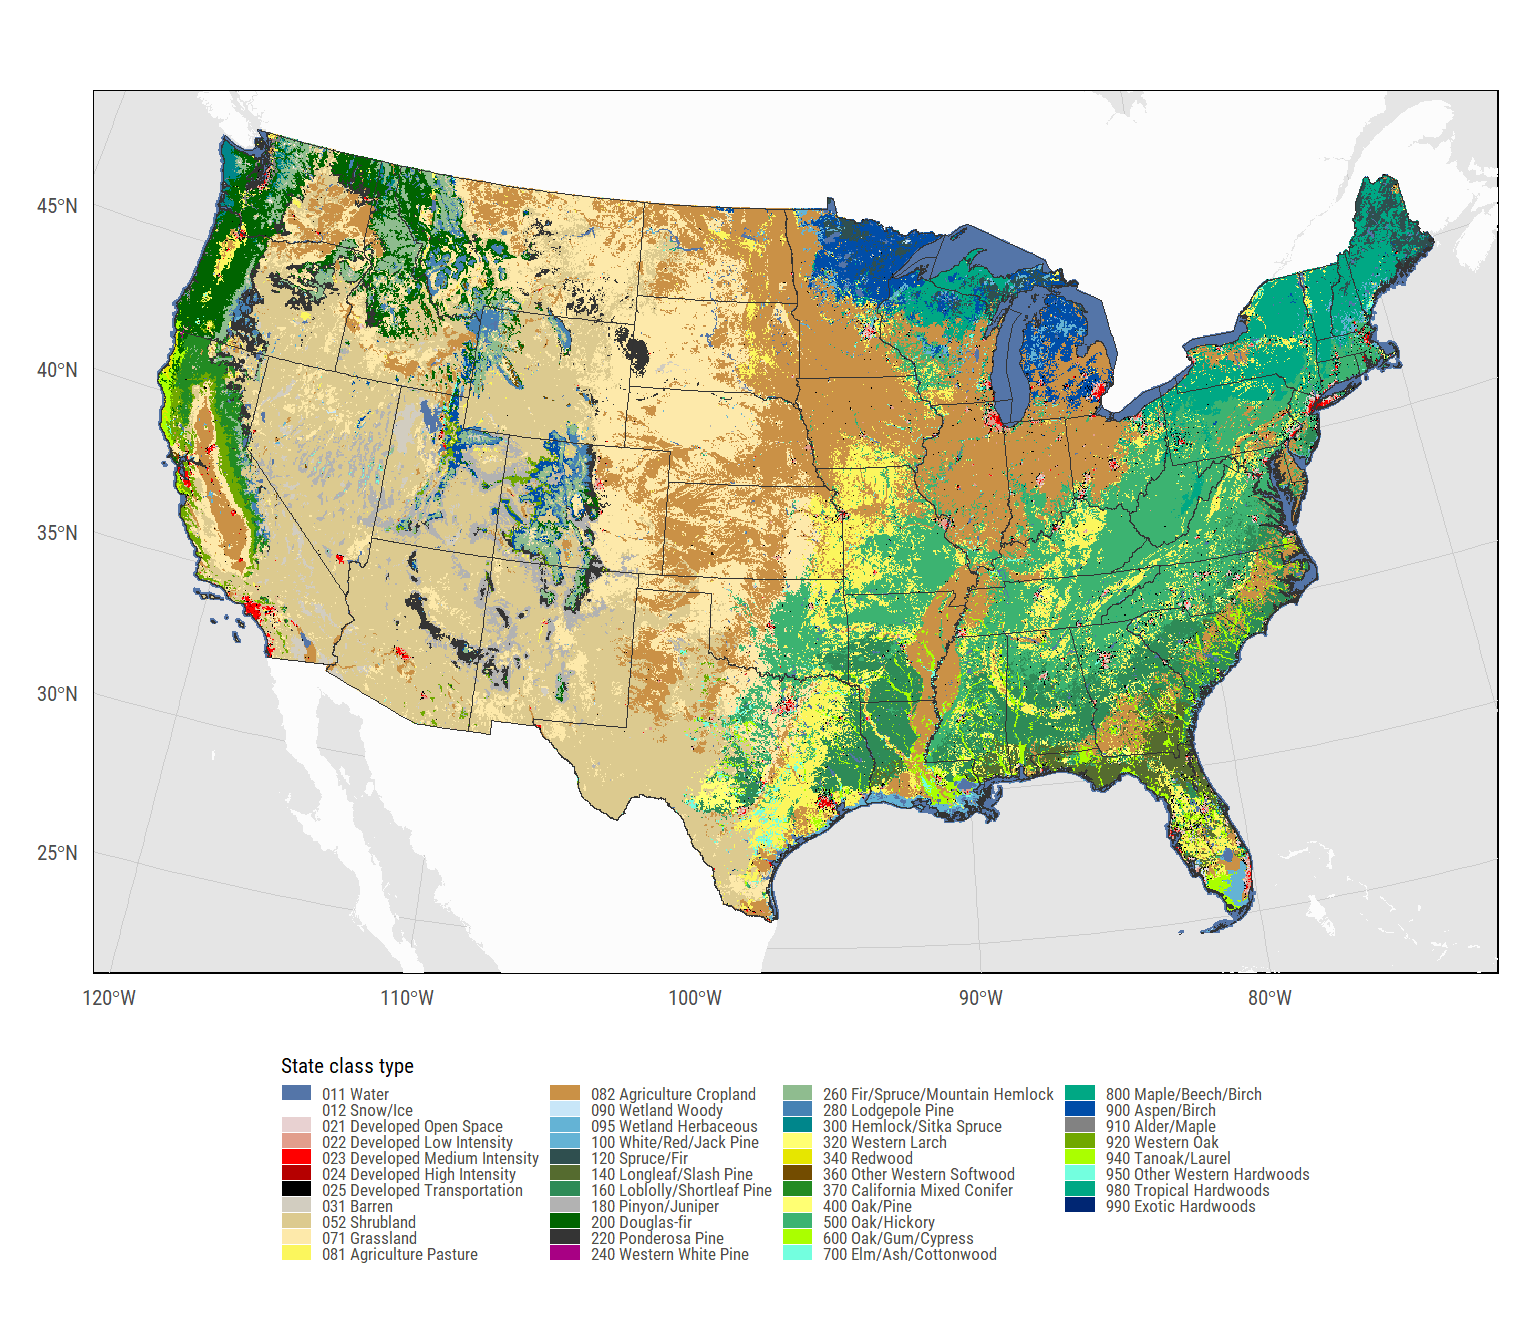 45°N
40°N
35°N
30°N
25°N
120°W 110°W 100°W 90°W 80°W
State class type
011 Water
012 Snow/Ice
021 Developed Open Space
022 Developed Low Intensity
023 Developed Medium Intensity
024 Developed High Intensity
025 Developed Transportation
031 Barren
052 Shrubland
071 Grassland
081 Agriculture Pasture
082 Agriculture Cropland
090 Wetland Woody
095 Wetland Herbaceous
100 White/Red/Jack Pine
120 Spruce/Fir
140 Longleaf/Slash Pine
160 Loblolly/Shortleaf Pine
180 Pinyon/Juniper
200 Douglas-fir
220 Ponderosa Pine
240 Western White Pine
260 Fir/Spruce/Mountain Hemlock
280 Lodgepole Pine
300 Hemlock/Sitka Spruce
320 Western Larch
340 Redwood
360 Other Western Softwood
370 California Mixed Conifer
400 Oak/Pine
500 Oak/Hickory
600 Oak/Gum/Cypress
700 Elm/Ash/Cottonwood
800 Maple/Beech/Birch
900 Aspen/Birch
910 Alder/Maple
920 Western Oak
940 Tanoak/Laurel
950 Other Western Hardwoods
980 Tropical Hardwoods
990 Exotic Hardwoods